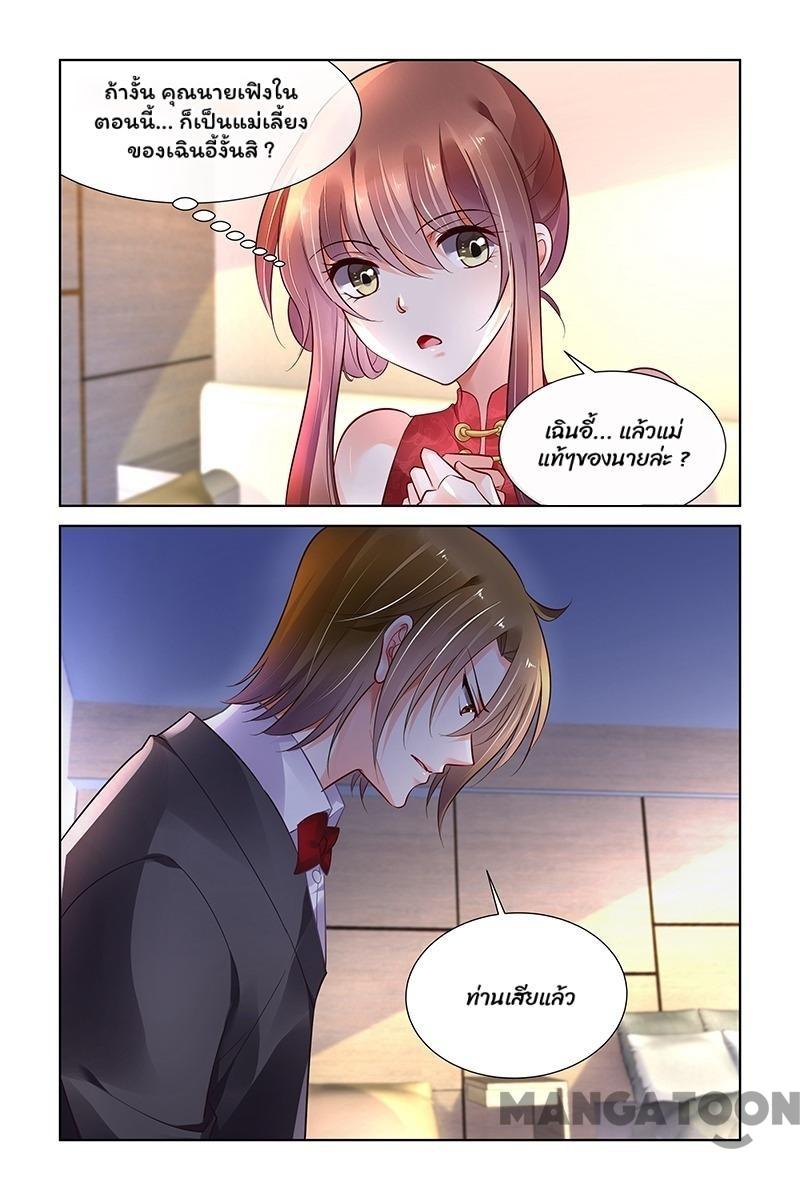 ถ้างั้น คุณนายเฟิงใน
ตอนนี้... ก็เป็นแม่เลี้ยง
ของเฉินอี้งั้นสิ ?
เฉินอี้... แล้วแม่
แท้ๆของนายล่ะ ?
ท่านเสียแล้ว
MANGATOON